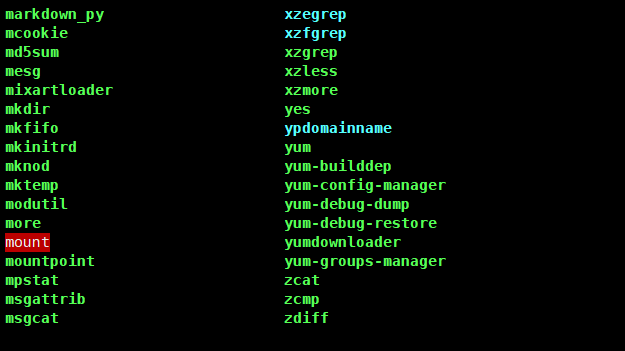 markdown_py xzegrep
mcookie xzfgrep
md5sum xzgrep
mesg xzless
mixartloader xzmore
mkdir yes
mkfifo ypdomainname
mkinitrd yum
mknod yum-builddep
mktemp yum-config-manager
modutil yum-debug-dump
more yum-debug-restore
mount yumdownloader
mountpoint yum-groups-manager
mpstat zcat
msgattrib zcmp
msgcat zdiff